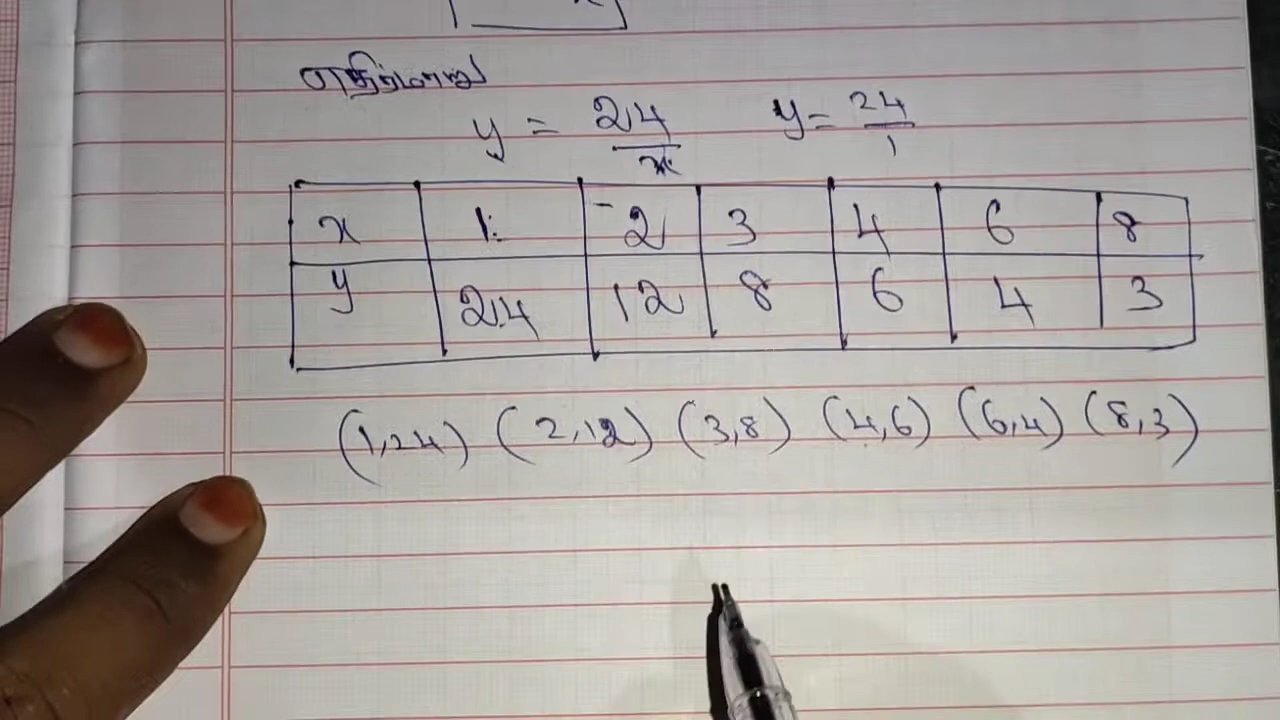 எதிர்மாறு
y = 24/x y = 24/1
x 1 2 3 4 6 8
y 24 12 8 6 4 3
(1,24) (2,12) (3,8) (4,6) (6,4) (8,3)